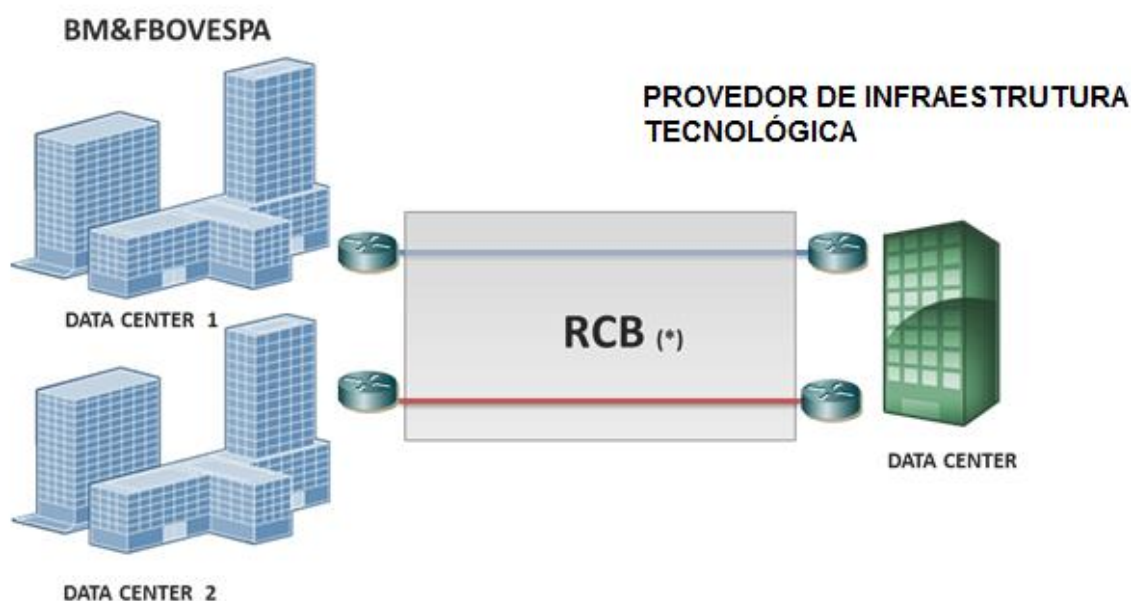 BM&FBOVESPA
PROVEDOR DE INFRAESTRUTURA
TECNOLÓGICA
DATA CENTER 1
RCB (*)
DATA CENTER
DATA CENTER 2